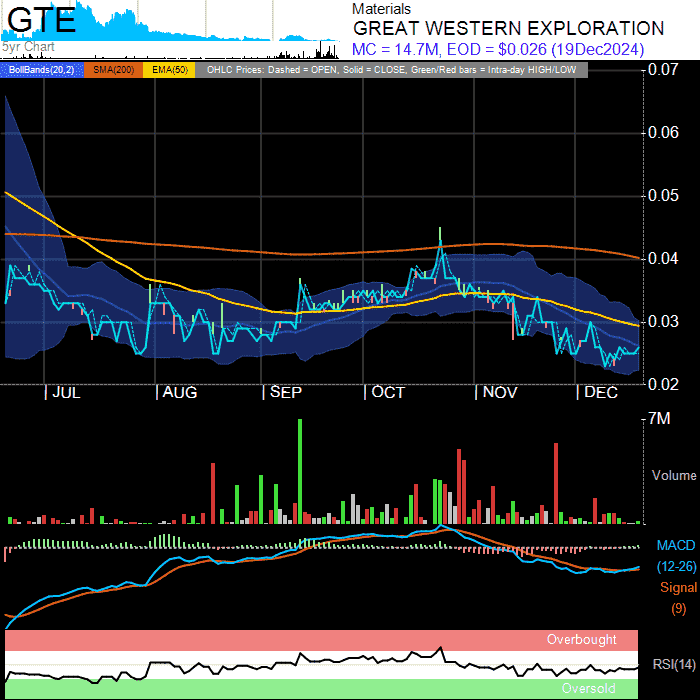 GTE
5yr Chart
Materials
GREAT WESTERN EXPLORATION
MC = 14.7M, EOD = $0.026 (19Dec2024)
BollBands(20,2) SMA(200) EMA(50) OHLC Prices: Dashed = OPEN, Solid = CLOSE, Green/Red bars = Intra-day HIGH/LOW
0.07
0.06
0.05
0.04
0.03
0.02
JUL AUG SEP OCT NOV DEC
7M
Volume
MACD
(12-26)
Signal
(9)
Overbought
RSI(14)
Oversold